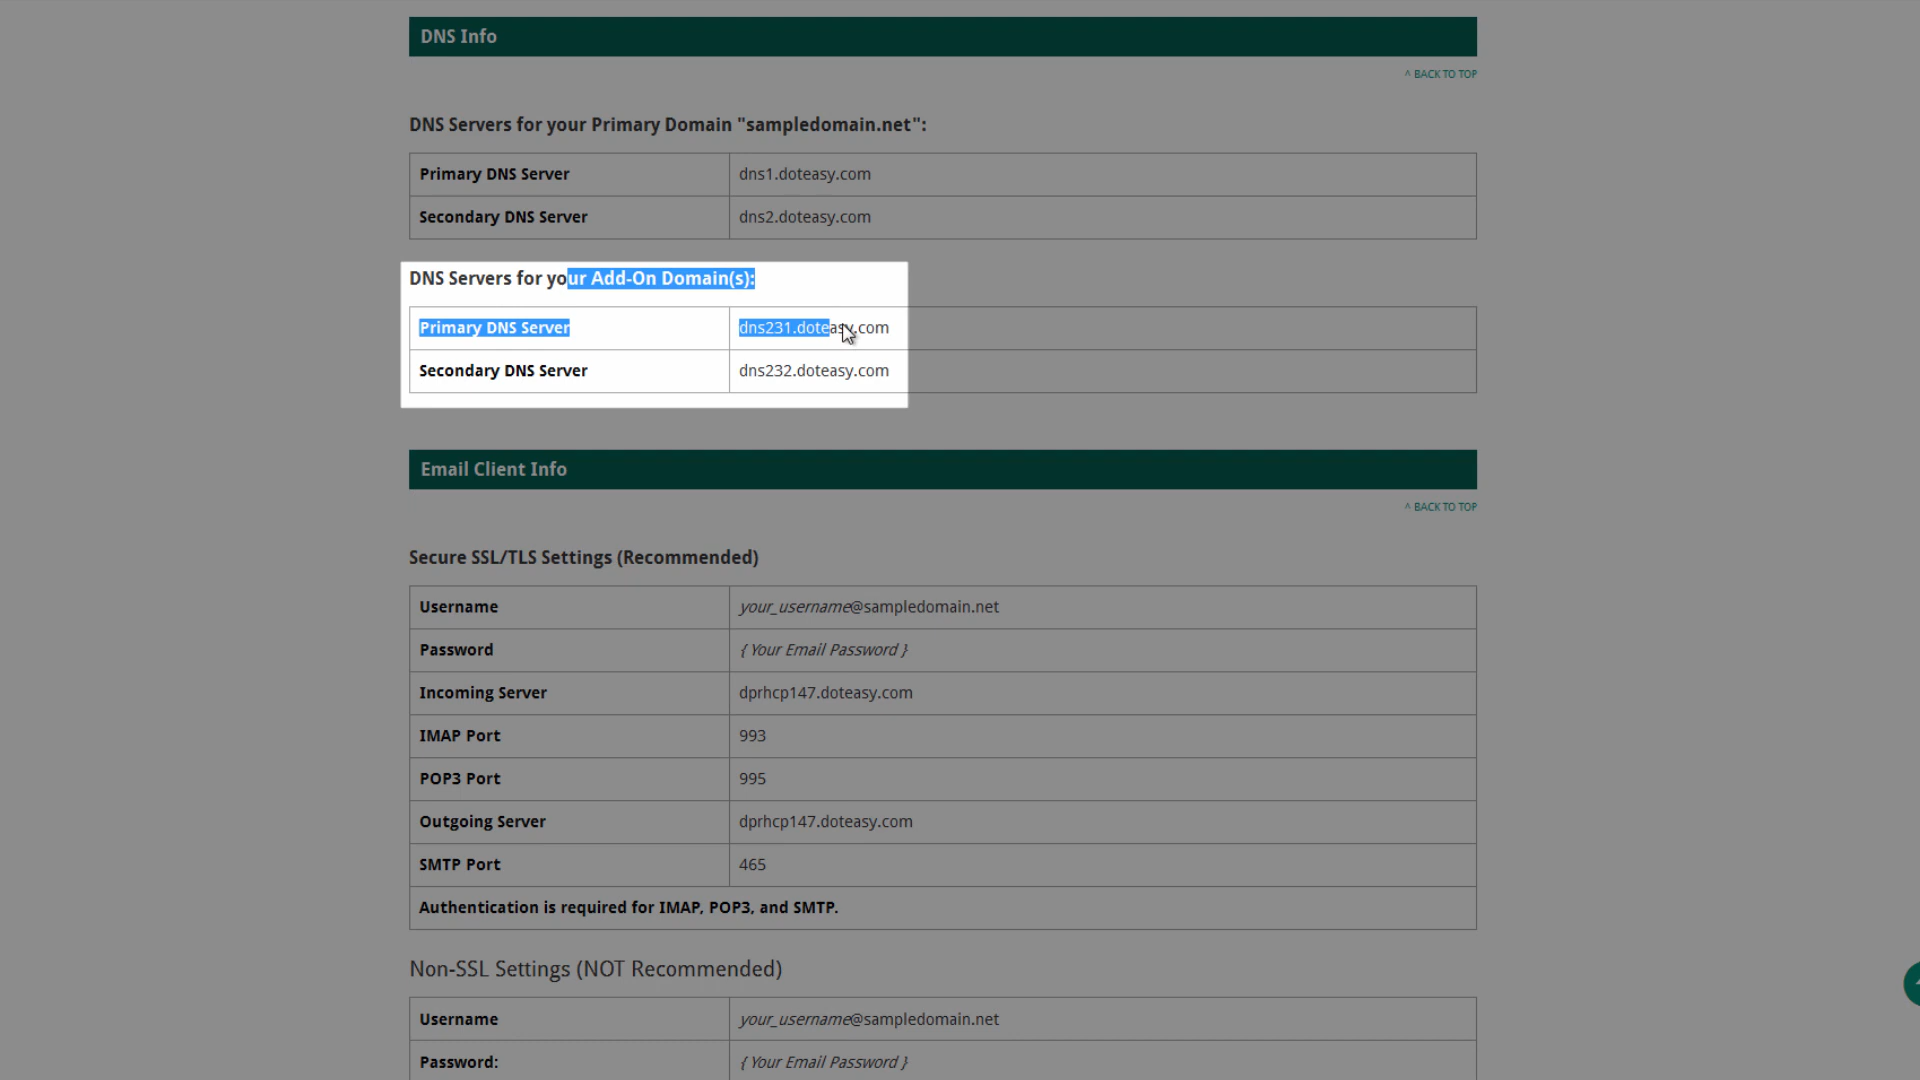 DNS Info
^ BACK TO TOP
DNS Servers for your Primary Domain "sampledomain.net":
Primary DNS Server dns1.doteasy.com
Secondary DNS Server dns2.doteasy.com
DNS Servers for your Add-On Domain(s):
Primary DNS Server dns231.doteasy.com
Secondary DNS Server dns232.doteasy.com
Email Client Info
^ BACK TO TOP
Secure SSL/TLS Settings (Recommended)
Username your_username@sampledomain.net
Password { Your Email Password }
Incoming Server dprhcp147.doteasy.com
IMAP Port 993
POP3 Port 995
Outgoing Server dprhcp147.doteasy.com
SMTP Port 465
Authentication is required for IMAP, POP3, and SMTP.
Non-SSL Settings (NOT Recommended)
Username your_username@sampledomain.net
Password: { Your Email Password }